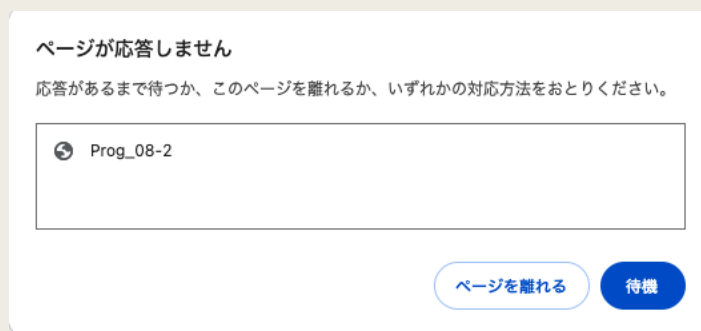 ページが応答しません
応答があるまで待つか、このページを離れるか、いずれかの対応方法をおとりください。
Prog_08-2
ページを離れる
待機